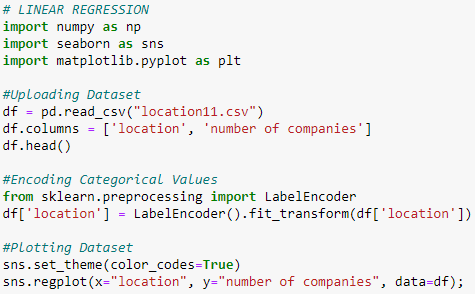 # LINEAR REGRESSION
import numpy as np
import seaborn as sns
import matplotlib.pyplot as plt
#Uploading Dataset
df = pd.read_csv("location11.csv")
df.columns = ['location', 'number of companies']
df.head()
#Encoding Categorical Values
from sklearn.preprocessing import LabelEncoder
df['location'] = LabelEncoder().fit_transform(df['location'])
#Plotting Dataset
sns.set_theme(color_codes=True)
sns.regplot(x="location", y="number of companies", data=df);